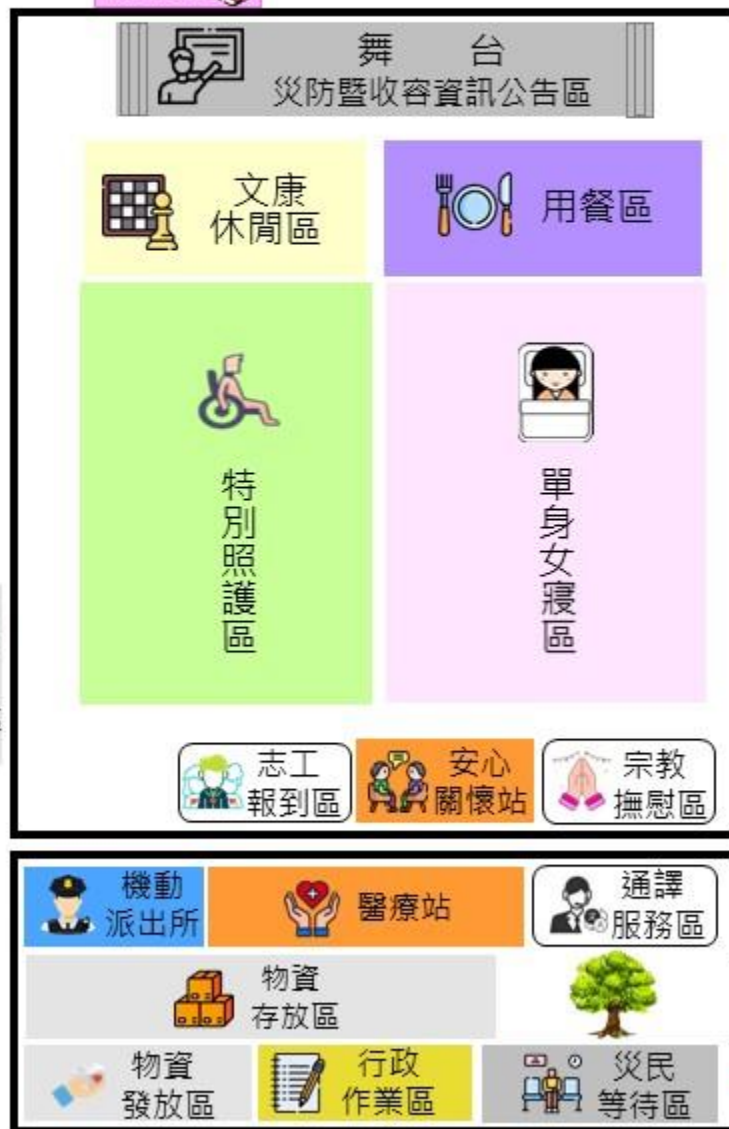 舞台
災防暨收容資訊公告區
文康
休閒區
用餐區
特別照護區
單身女寢區
志工
報到區
安心
關懷站
宗教
撫慰區
機動
派出所
醫療站
通譯
服務區
物資
存放區
物資
發放區
行政
作業區
災民
等待區